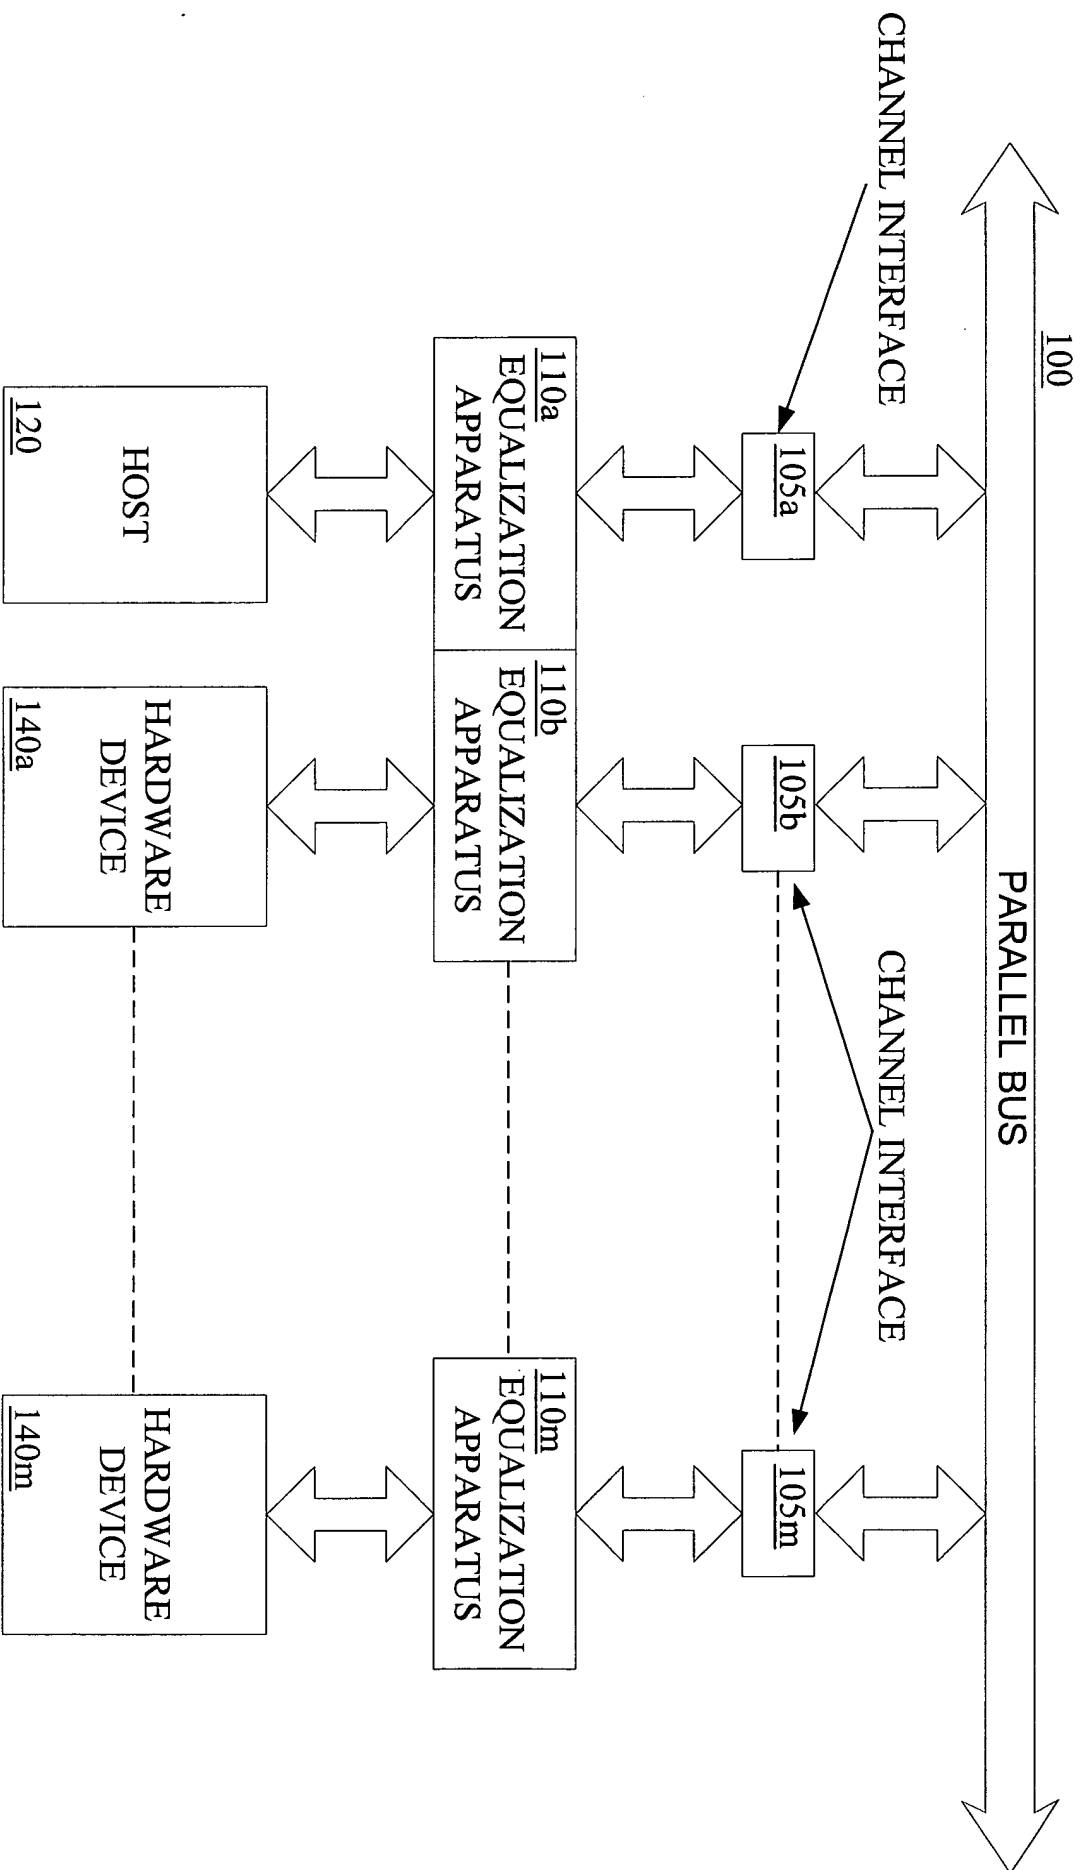 100
PARALLEL BUS
CHANNEL INTERFACE
CHANNEL INTERFACE
105a
105b
105m
110a
EQUALIZATION
APPARATUS
110b
EQUALIZATION
APPARATUS
110m
EQUALIZATION
APPARATUS
HOST
120
HARDWARE
DEVICE
140a
HARDWARE
DEVICE
140m